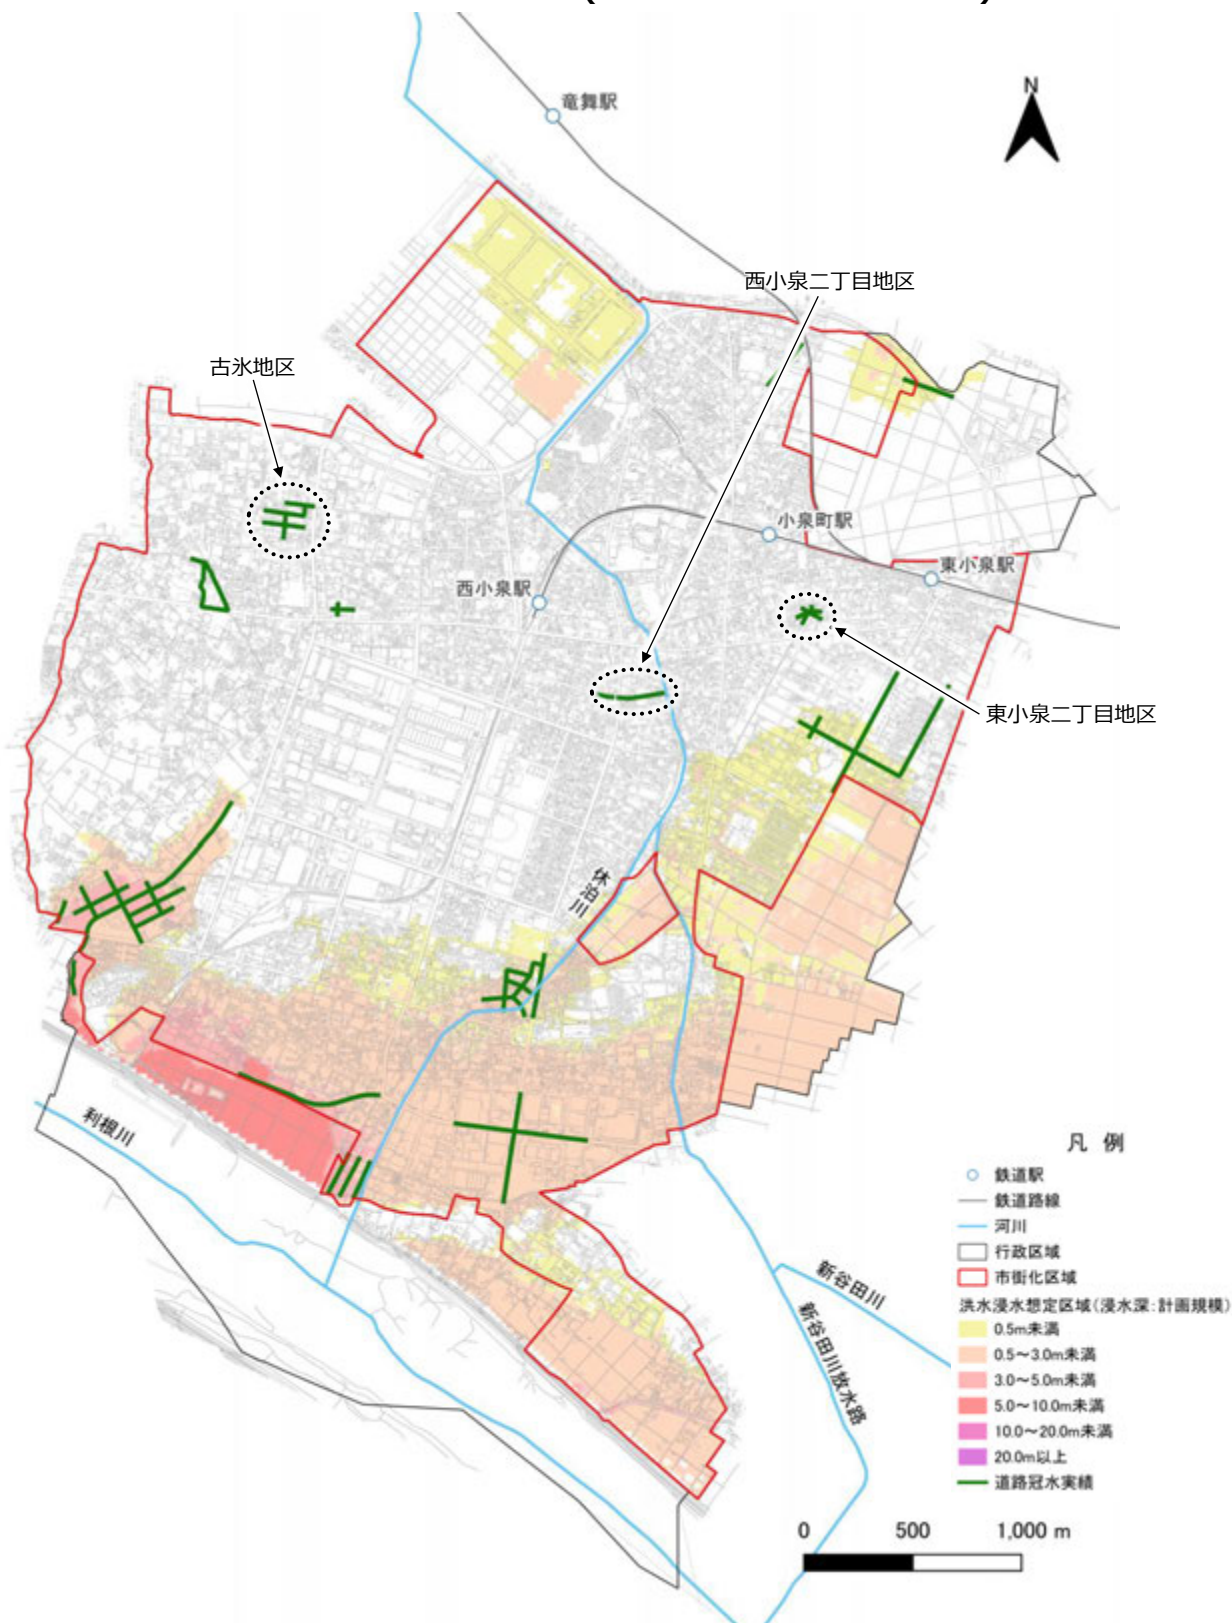 N
竜舞駅
西小泉二丁目地区
古氷地区
小泉町駅
東小泉駅
西小泉駅
東小泉二丁目地区
休泊川
利根川
凡 例
鉄道駅
鉄道路線
河川
行政区域
市街化区域
洪水浸水想定区域(浸水深:計画規模)
0.5m未満
0.5～3.0m未満
3.0～5.0m未満
5.0～10.0m未満
10.0～20.0m未満
20.0m以上
道路冠水実績
新谷田川
新谷田川放水路
0 500 1,000 m